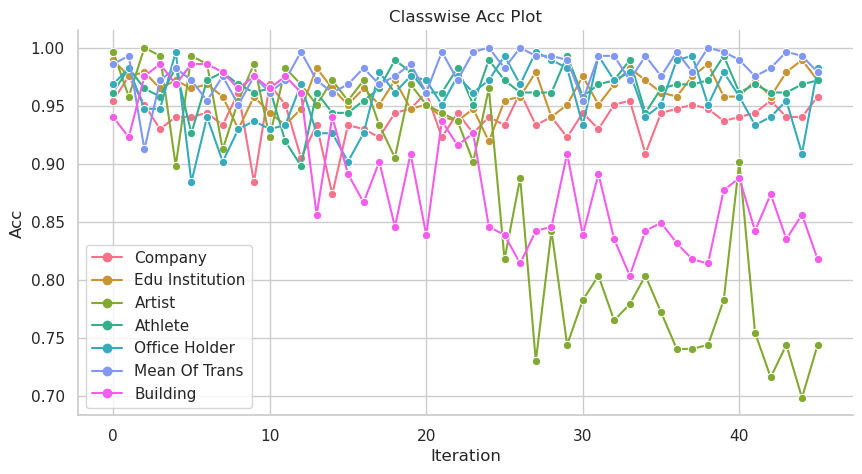 Classwise Acc Plot
1.00
0.95
0.90
0.85
0.80
0.75
0.70
Acc
Company
Edu Institution
Artist
Athlete
Office Holder
Mean Of Trans
Building
0 10 20 30 40
Iteration